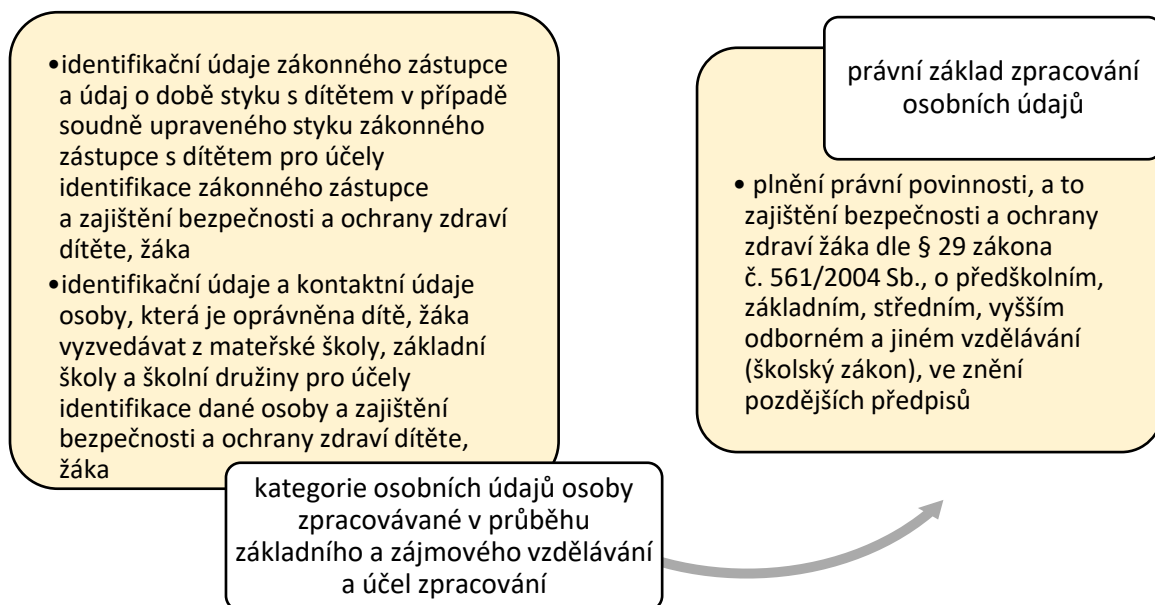 •identifikační údaje zákonného zástupce
a údaj o době styku s dítětem v případě
soudně upraveného styku zákonného
zástupce s dítětem pro účely
identifikace zákonného zástupce
a zajištění bezpečnosti a ochrany zdraví
dítěte, žáka
•identifikační údaje a kontaktní údaje
osoby, která je oprávněna dítě, žáka
vyzvedávat z mateřské školy, základní
školy a školní družiny pro účely
identifikace dané osoby a zajištění
bezpečnosti a ochrany zdraví dítěte,
žáka
kategorie osobních údajů osoby
zpracovávané v průběhu
základního a zájmového vzdělávání
a účel zpracování
právní základ zpracování
osobních údajů
• plnění právní povinnosti, a to
zajištění bezpečnosti a ochrany
zdraví žáka dle § 29 zákona
č. 561/2004 Sb., o předškolním,
základním, středním, vyšším
odborném a jiném vzdělávání
(školský zákon), ve znění
pozdějších předpisů